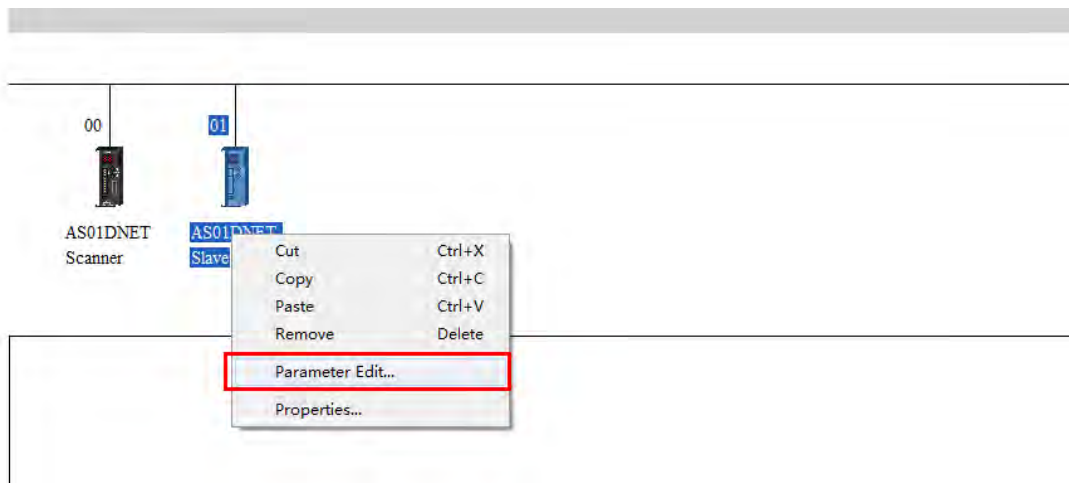 00
01
AS01DNET
Scanner
AS01DNET
Slave
Cut Ctrl+X
Copy Ctrl+C
Paste Ctrl+V
Remove Delete
Parameter Edit...
Properties...